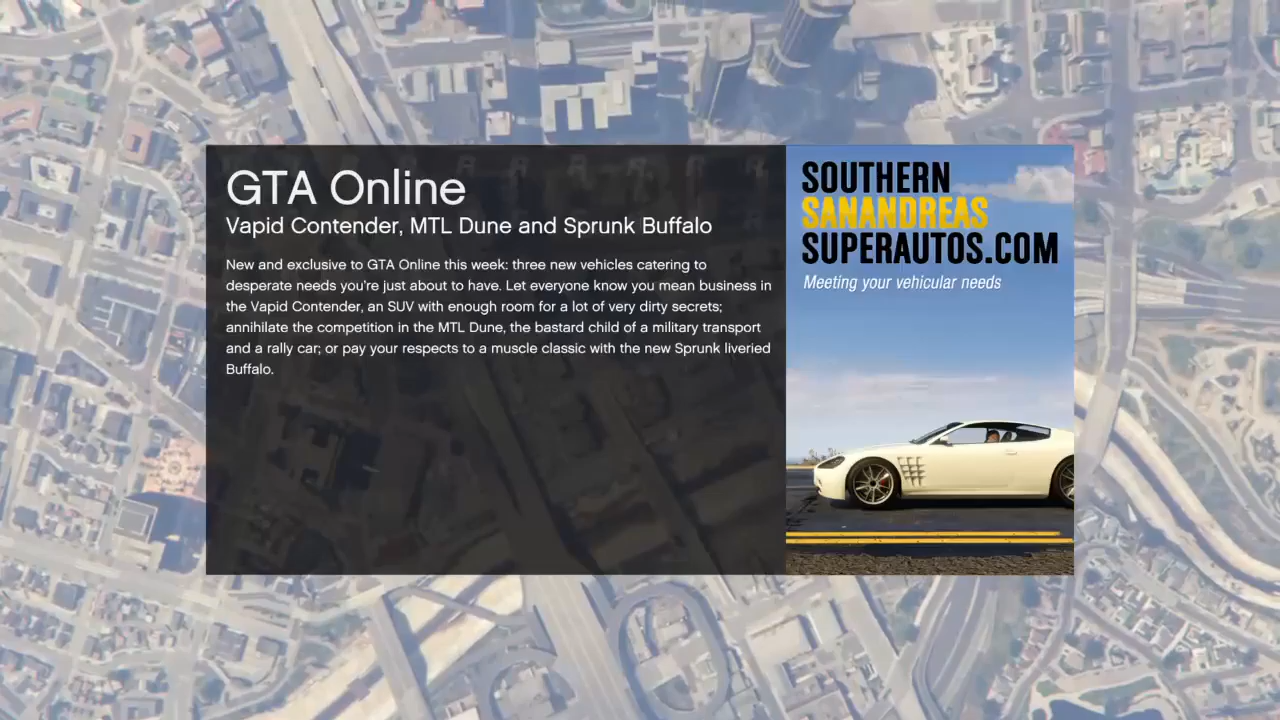 GTA Online
Vapid Contender, MTL Dune and Sprunk Buffalo
New and exclusive to GTA Online this week: three new vehicles catering to
desperate needs you're just about to have. Let everyone know you mean business in
the Vapid Contender, an SUV with enough room for a lot of very dirty secrets;
annihilate the competition in the MTL Dune, the bastard child of a military transport
and a rally car; or pay your respects to a muscle classic with the new Sprunk liveried
Buffalo.
SOUTHERN
SANANDREAS
SUPERAUTOS.COM
Meeting your vehicular needs